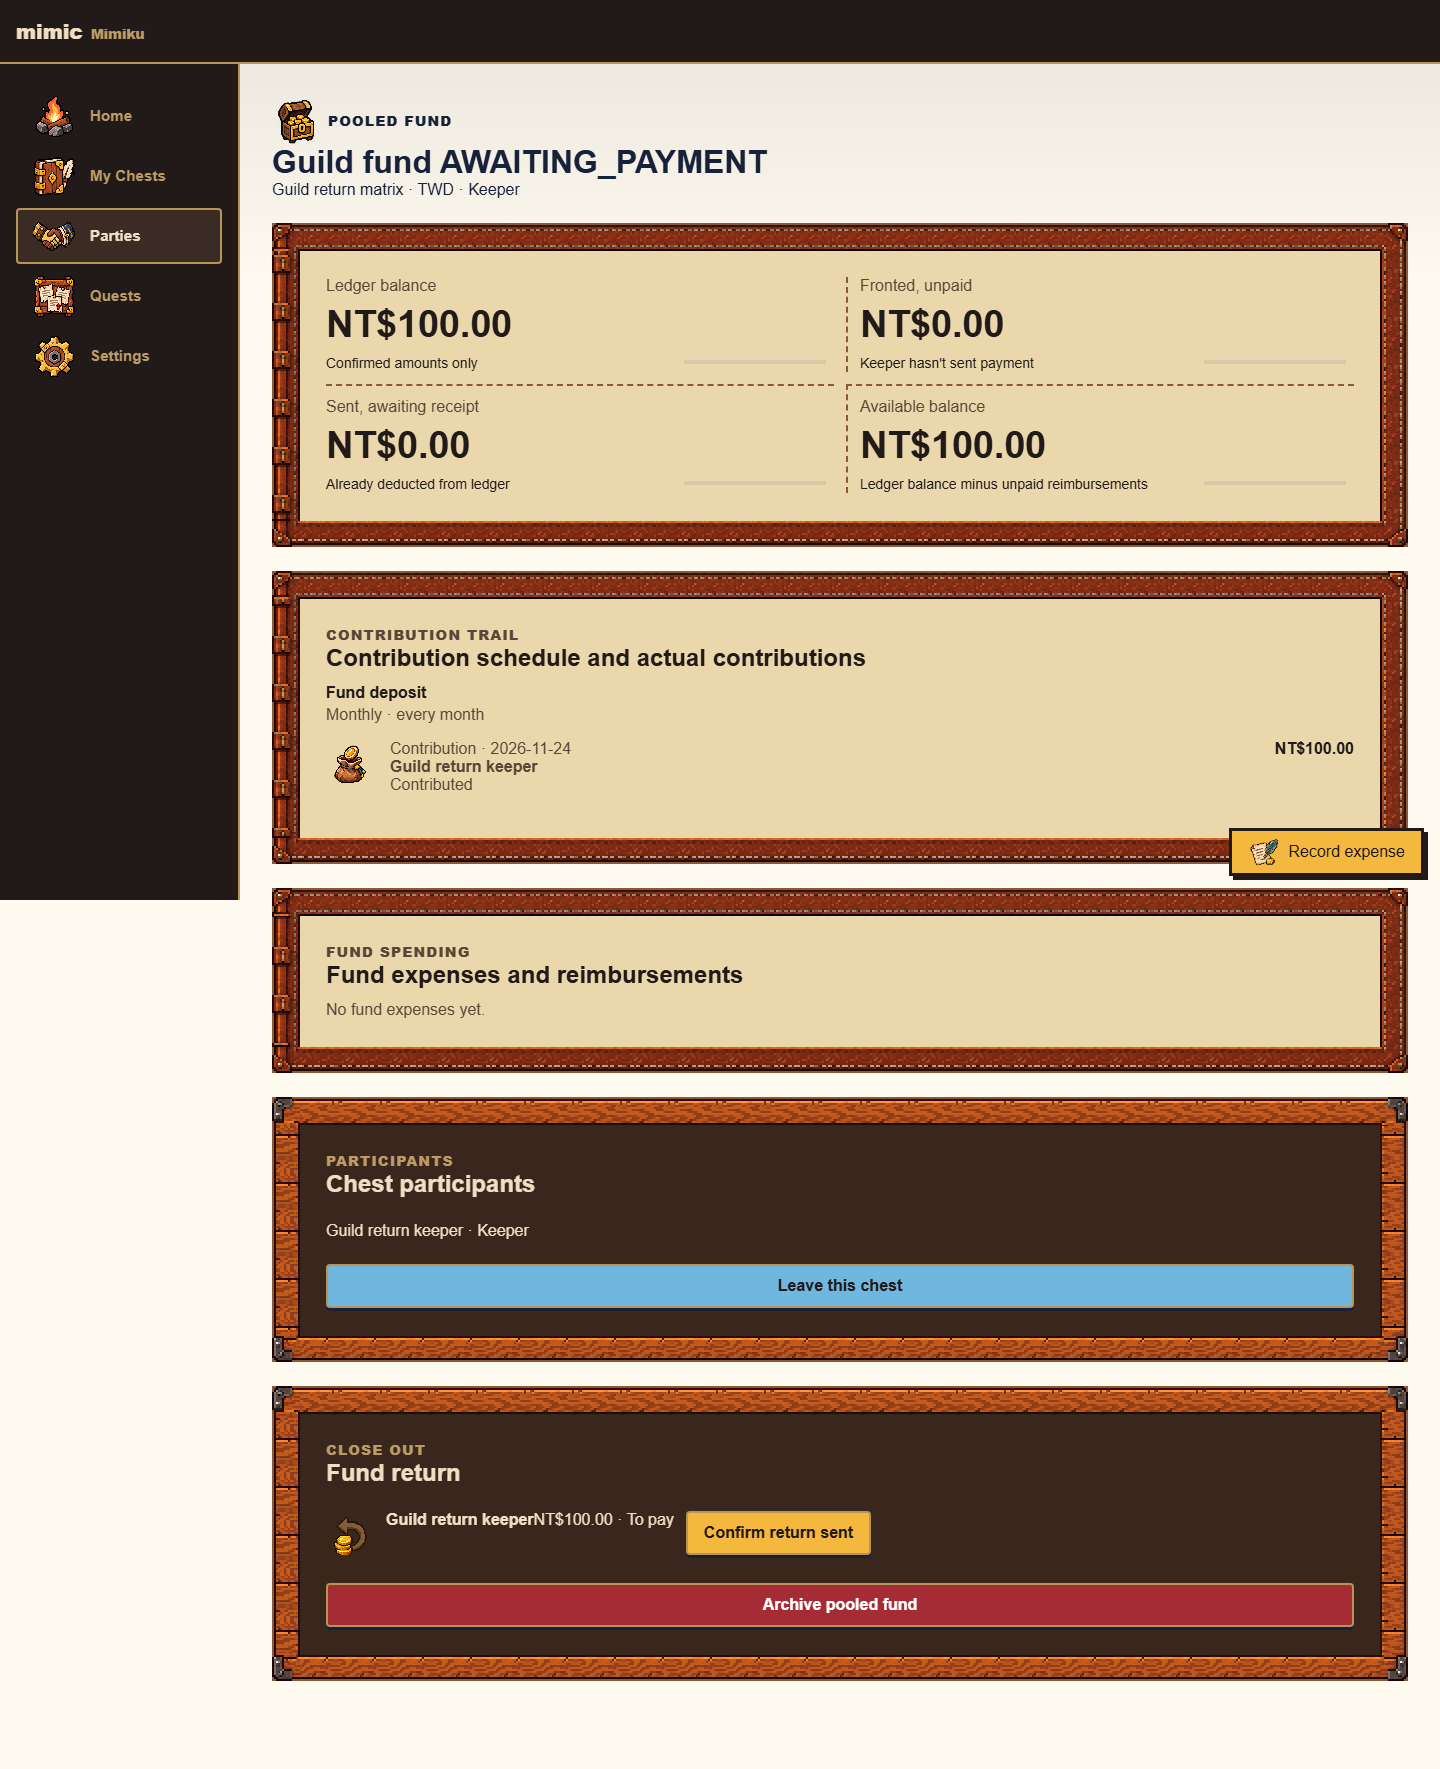 mimic Mimiku
Home
My Chests
Parties
Quests
Settings
POOLED FUND
Guild fund AWAITING_PAYMENT
Guild return matrix · TWD · Keeper
Ledger balance
NT$100.00
Confirmed amounts only
Fronted, unpaid
NT$0.00
Keeper hasn't sent payment
Sent, awaiting receipt
NT$0.00
Already deducted from ledger
Available balance
NT$100.00
Ledger balance minus unpaid reimbursements
CONTRIBUTION TRAIL
Contribution schedule and actual contributions
Fund deposit
Monthly · every month
Contribution · 2026-11-24
NT$100.00
Guild return keeper
Contributed
Record expense
FUND SPENDING
Fund expenses and reimbursements
No fund expenses yet.
PARTICIPANTS
Chest participants
Guild return keeper · Keeper
Leave this chest
CLOSE OUT
Fund return
Guild return keeperNT$100.00 · To pay
Confirm return sent
Archive pooled fund